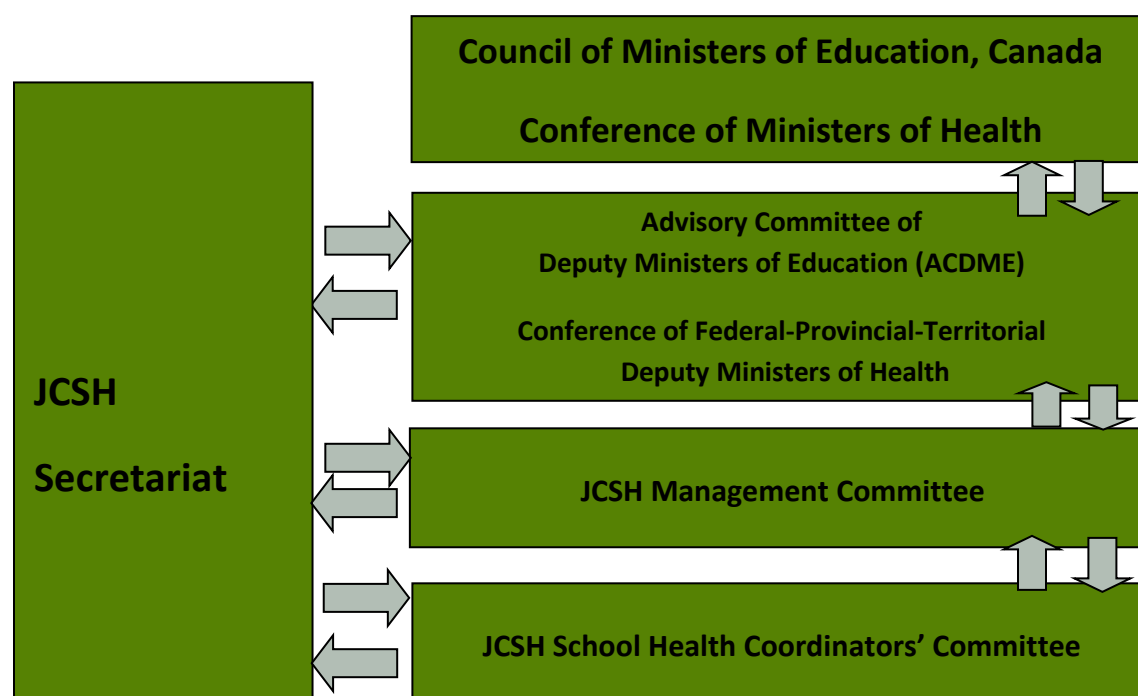 Council of Ministers of Education, Canada
Conference of Ministers of Health
Advisory Committee of
Deputy Ministers of Education (ACDME)
Conference of Federal-Provincial-Territorial
Deputy Ministers of Health
JCSH
Secretariat
JCSH Management Committee
JCSH School Health Coordinators’ Committee